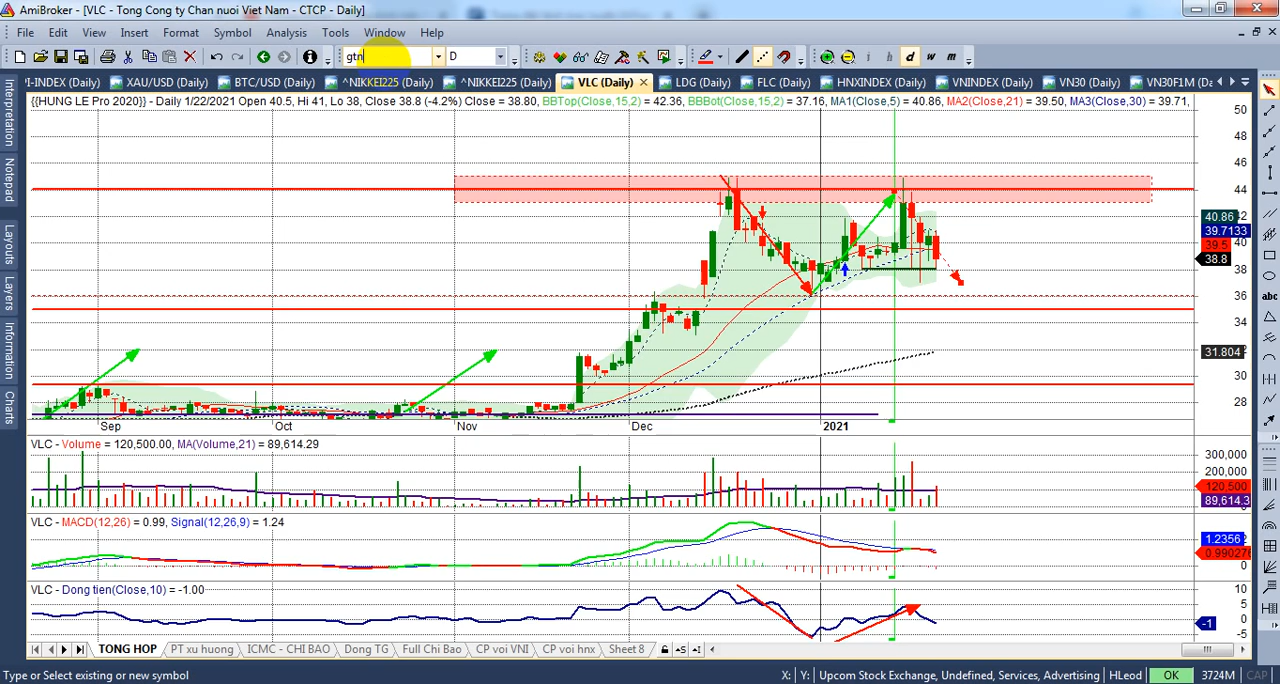 AmiBroker - [VLC - Tong Cong ty Chan nuoi Viet Nam - CTCP - Daily]
File Edit View Insert Format Symbol Analysis Tools Window Help
gtn D i h d w m
I-INDEX (Daily) XAU/USD (Daily) BTC/USD (Daily) ^NIKKEI225 (Daily) ^NIKKEI225 (Daily) VLC (Daily) LDG (Daily) FLC (Daily) HNXINDEX (Daily) VNINDEX (Daily) VN30 (Daily) VN30F1M (Da
{{HUNG LE Pro 2020}} - Daily 1/22/2021 Open 40.5, Hi 41, Lo 38, Close 38.8 (-4.2%) Close = 38.80, BBTop(Close,15,2) = 42.36, BBBot(Close,15,2) = 37.16, MA1(Close,5) = 40.86, MA2(Close,21) = 39.50, MA3(Close,30) = 39.71,
Interpretation
Notepad
Layouts
Layers
Information
Charts
50
48
46
44
42
40.86
39.7133
40
39.5
38.8
38
36
34
31.804
30
28
Sep Oct Nov Dec 2021
VLC - Volume = 120,500.00, MA(Volume,21) = 89,614.29
300,000
200,000
120,500
89,614.3
VLC - MACD(12,26) = 0.99, Signal(12,26,9) = 1.24
1.2356
0.990276
0
VLC - Dong tien(Close,10) = -1.00
10
5
0
-1
-5
TONG HOP PT xu huong ICMC - CHI BAO Dong TG Full Chi Bao CP voi VNI CP voi hnx Sheet 8
Type or Select existing or new symbol X: Y: Upcom Stock Exchange, Undefined, Services, Advertising HLeod OK 3724M CAP
abc